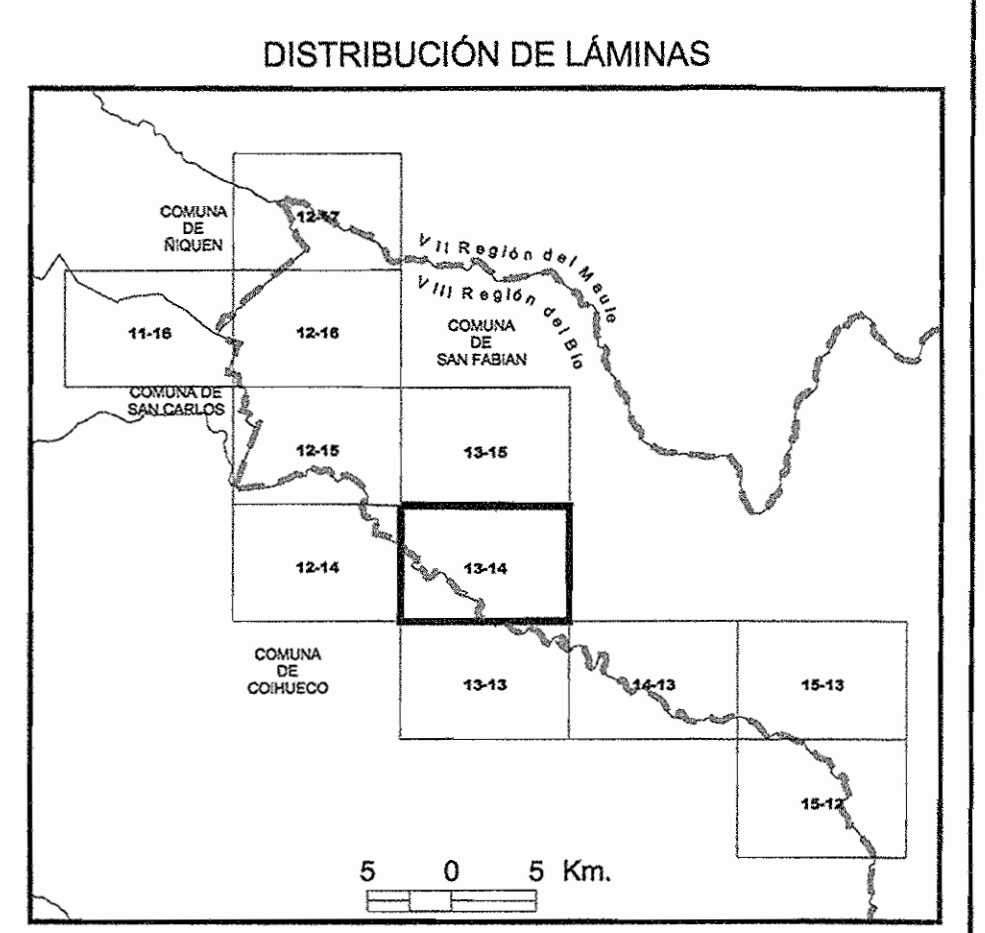 DISTRIBUCIÓN DE LÁMINAS
COMUNA
DE
ÑIQUEN
12-17
VII Región del Maule
VIII Región del Bío
11-16
12-16
COMUNA
DE
SAN FABIAN
COMUNA DE
SAN CARLOS
12-15
13-15
12-14
13-14
COMUNA
DE
COIHUECO
13-13
14-13
15-13
15-12
5 0 5 Km.